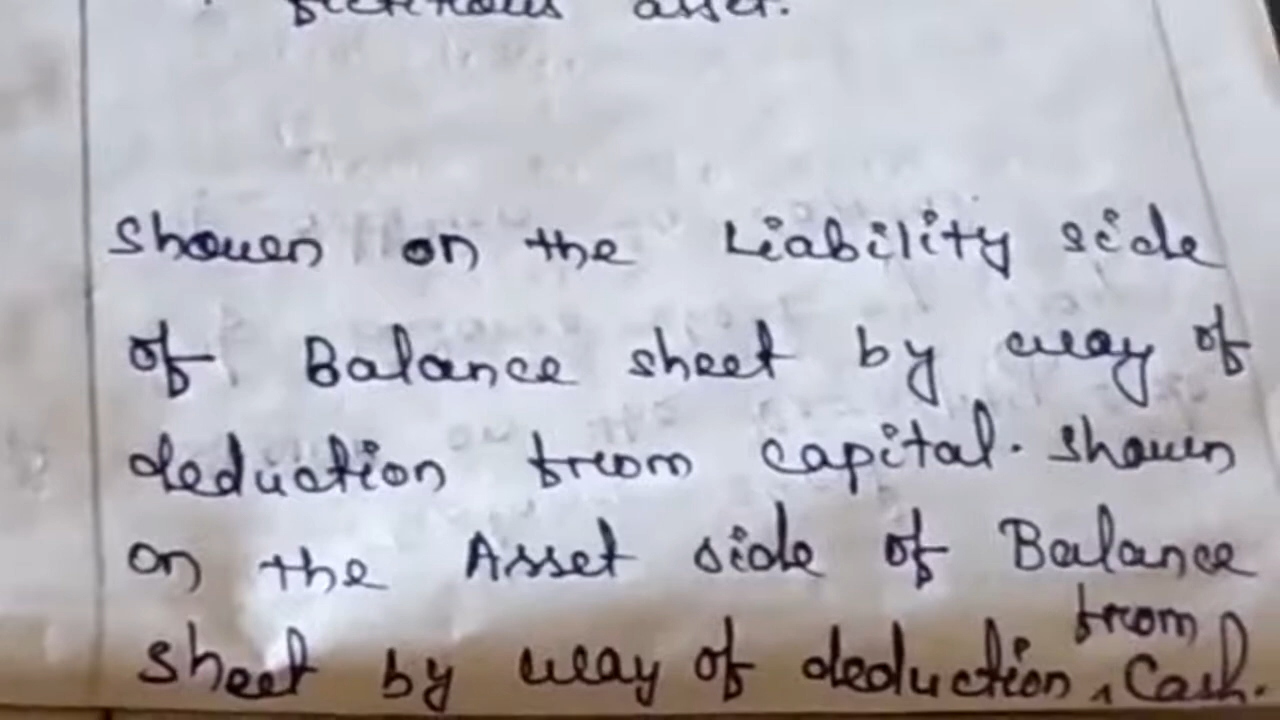 asset.
Shown on the Liability side
of Balance sheet by way of
deduction from capital. Shown
on the Asset side of Balance
sheet by way of deduction from Cash.